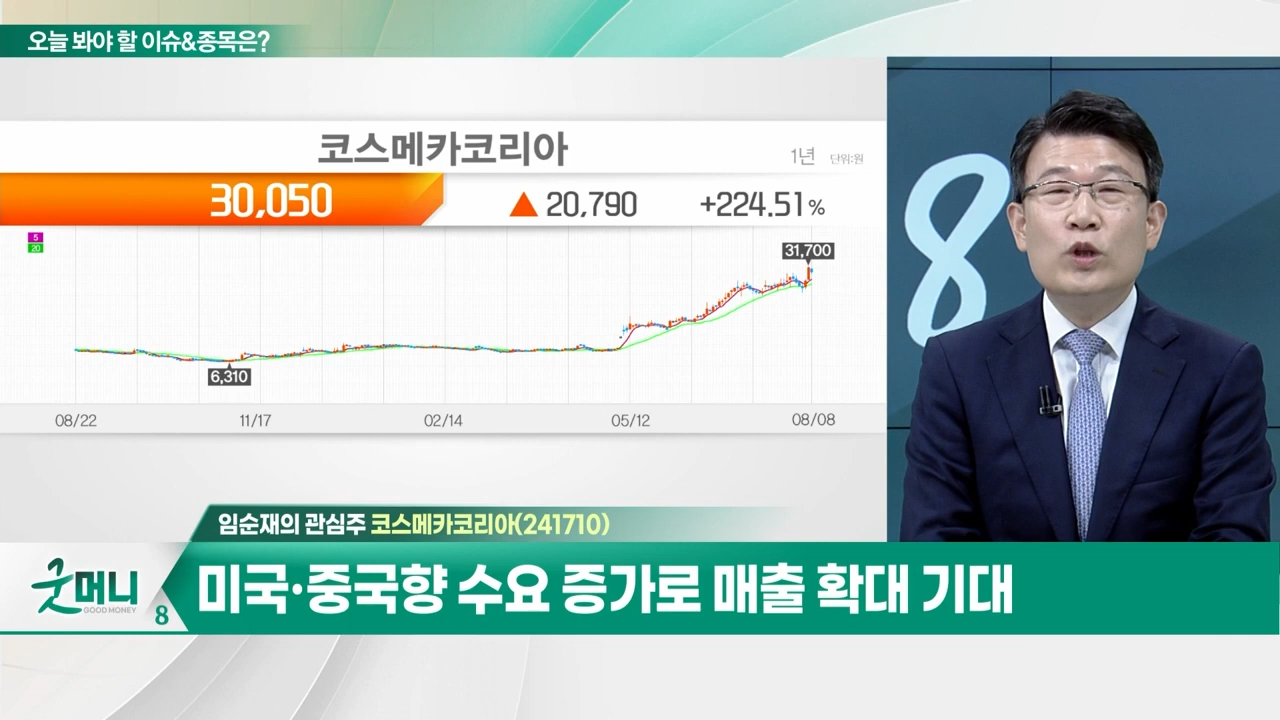 오늘 봐야 할 이슈&종목은?
코스메카코리아
1년 단위:원
30,050 ▲ 20,790 +224.51%
5
20
31,700
6,310
08/22 11/17 02/14 05/12 08/08
8
임순재의 관심주 코스메카코리아(241710)
굿머니
GOOD MONEY
8
미국·중국향 수요 증가로 매출 확대 기대